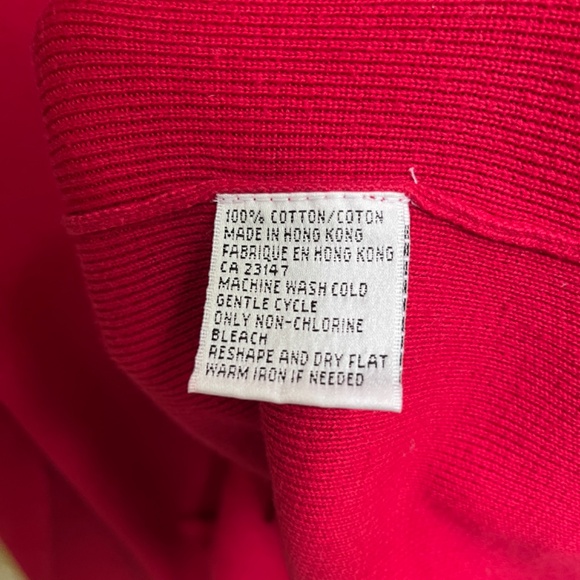 100% COTTON/COTON
MADE IN HONG KONG
FABRIQUE EN HONG KONG
CA 23147
MACHINE WASH COLD
GENTLE CYCLE
ONLY NON-CHLORINE
BLEACH
RESHAPE AND DRY FLAT
WARM IRON IF NEEDED